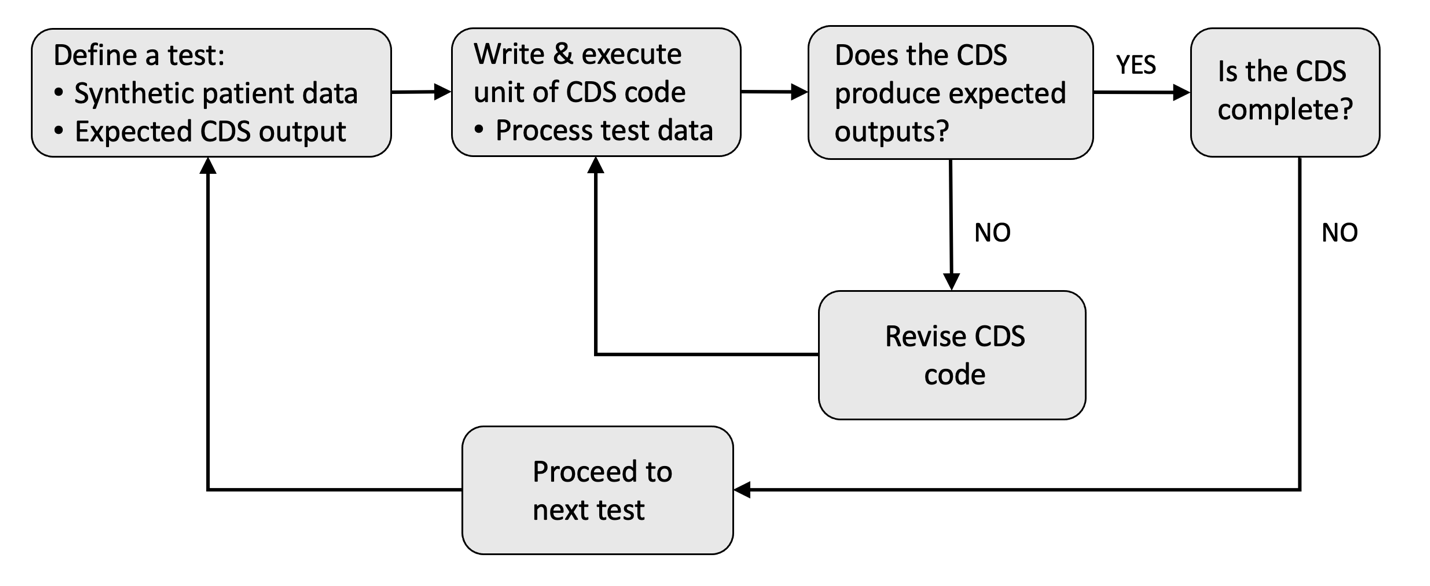 Define a test:
• Synthetic patient data
• Expected CDS output
Write & execute
unit of CDS code
• Process test data
Does the CDS
produce expected
outputs?
YES
Is the CDS
complete?
NO
NO
Revise CDS
code
Proceed to
next test